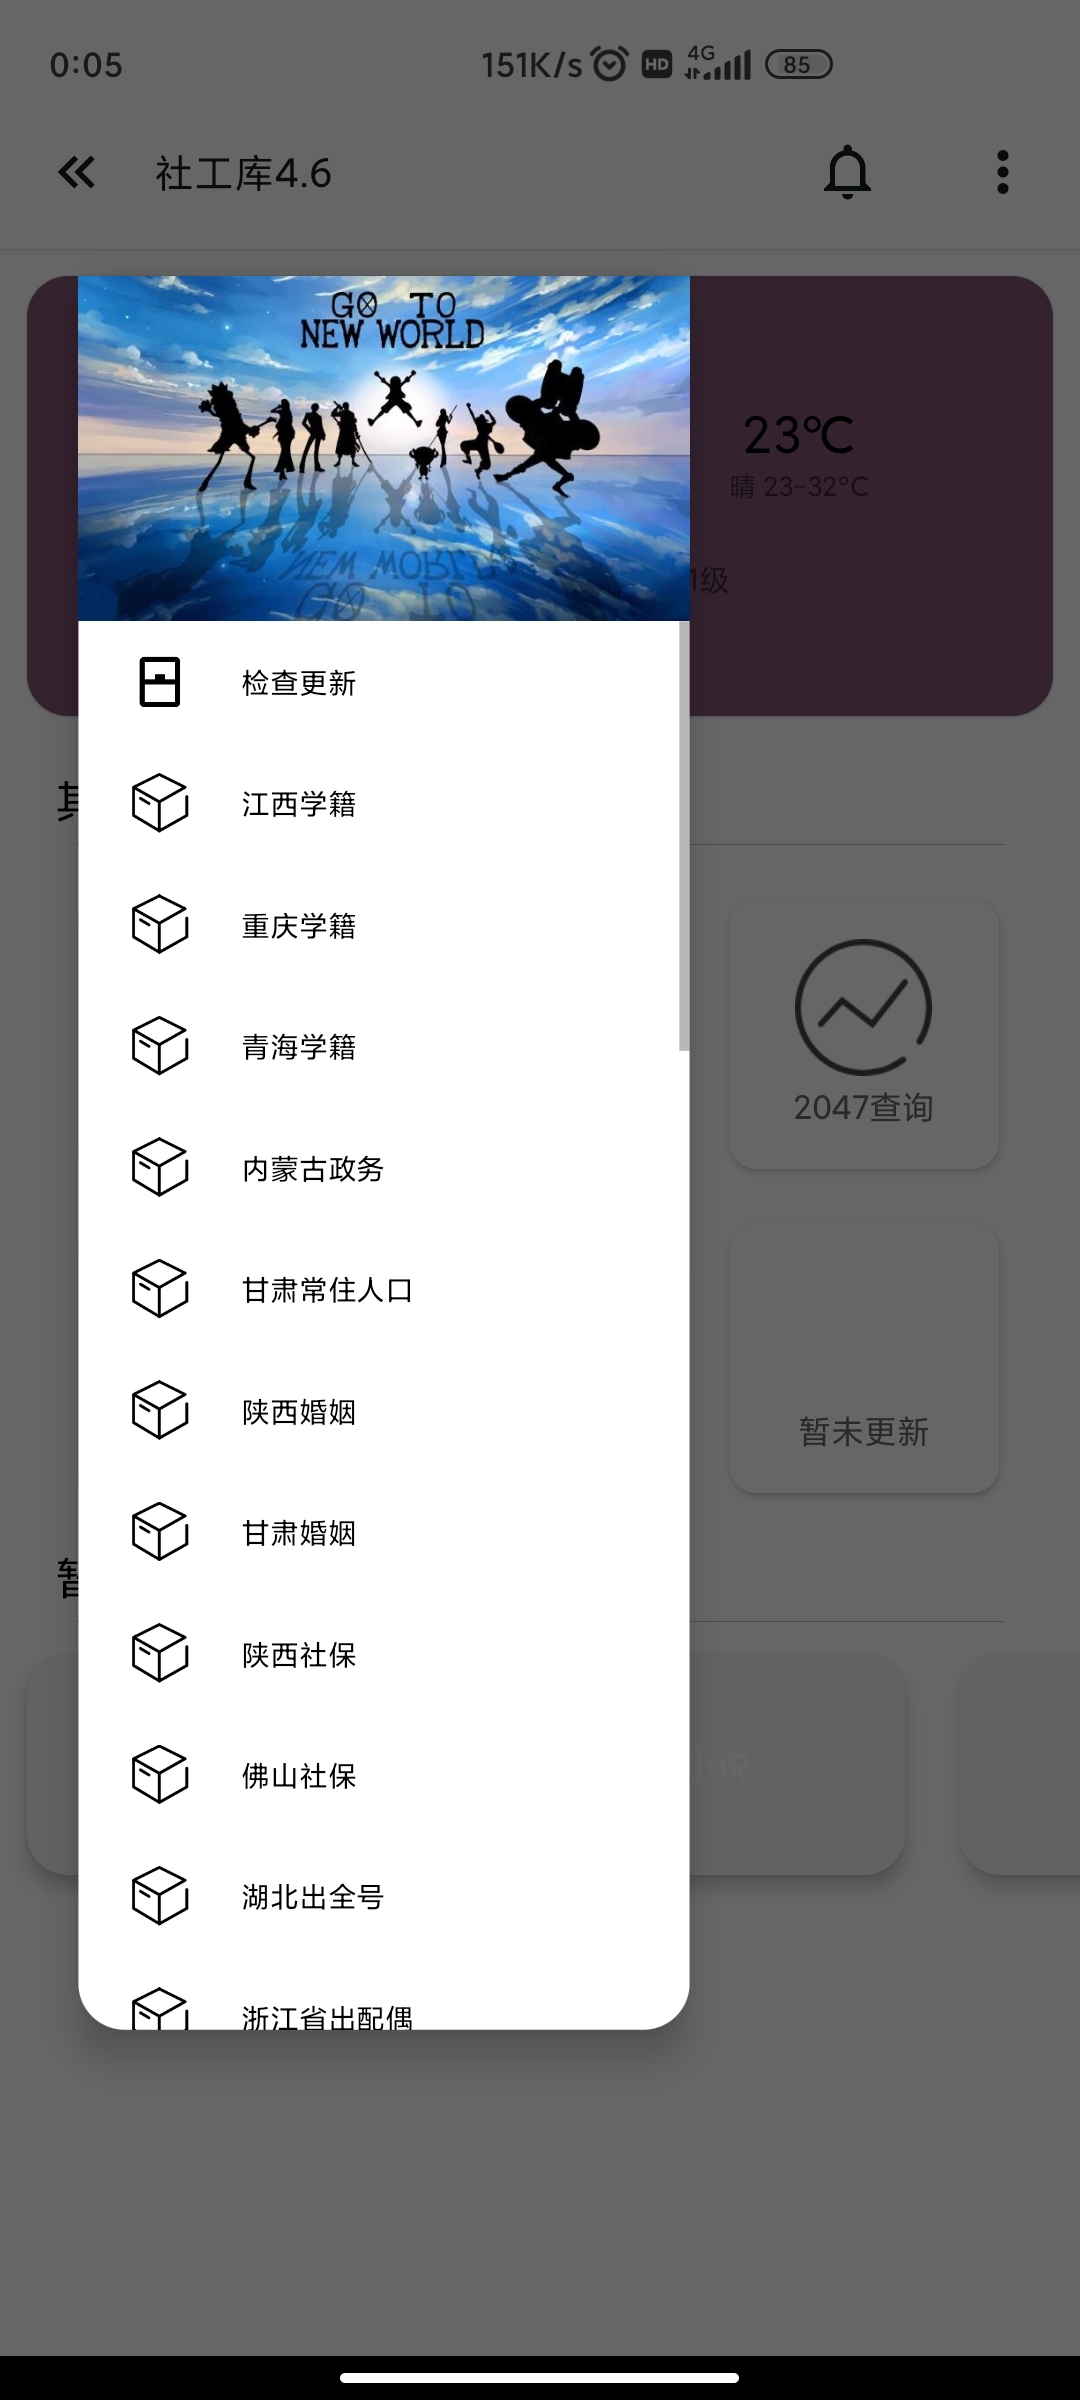 0:05
151K/s
HD
4G
85
社工库4.6
GO TO
NEW WORLD
23℃
晴 23~32°C
1级
检查更新
江西学籍
重庆学籍
青海学籍
2047查询
内蒙古政务
甘肃常住人口
陕西婚姻
暂未更新
甘肃婚姻
陕西社保
佛山社保
小说
湖北出全号
浙江省出配偶